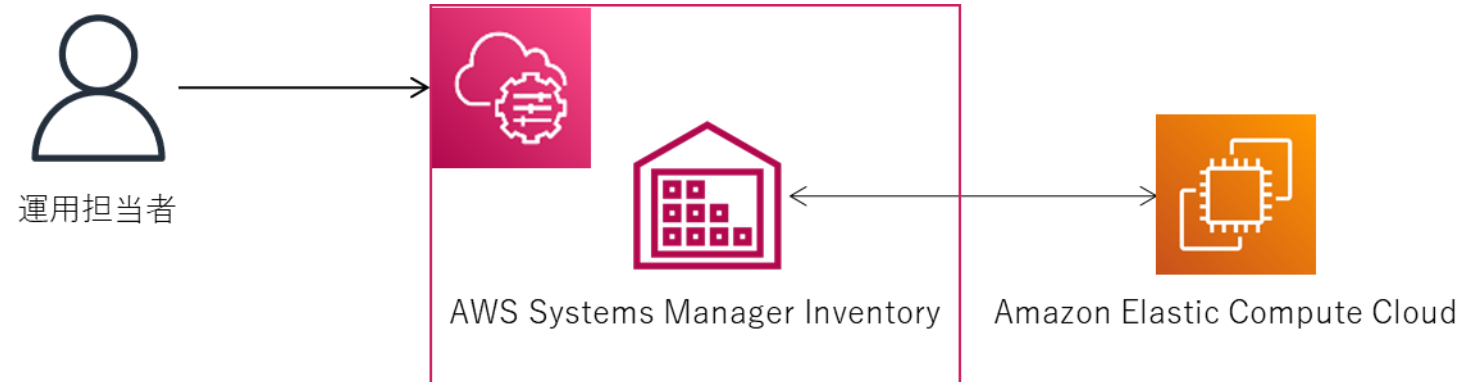 運用担当者
AWS Systems Manager Inventory
Amazon Elastic Compute Cloud